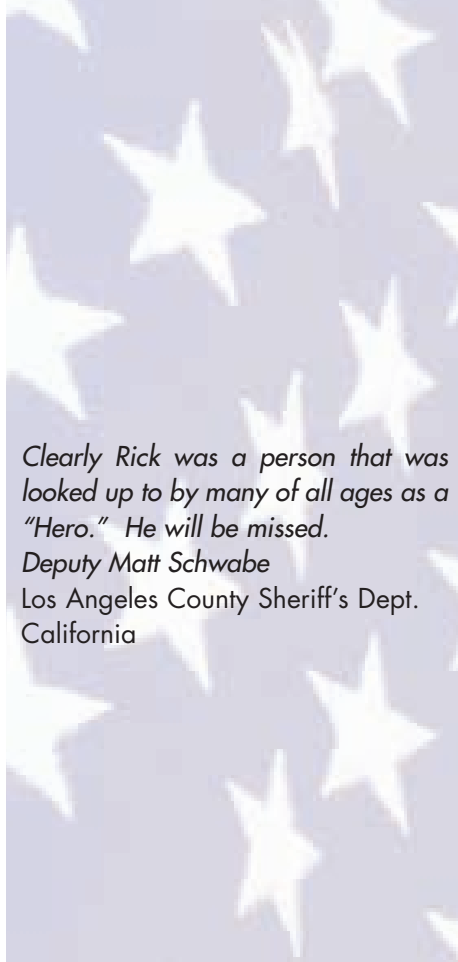 Clearly Rick was a person that was
looked up to by many of all ages as a
“Hero.”  He will be missed.
Deputy Matt Schwabe
Los Angeles County Sheriff’s Dept.
California